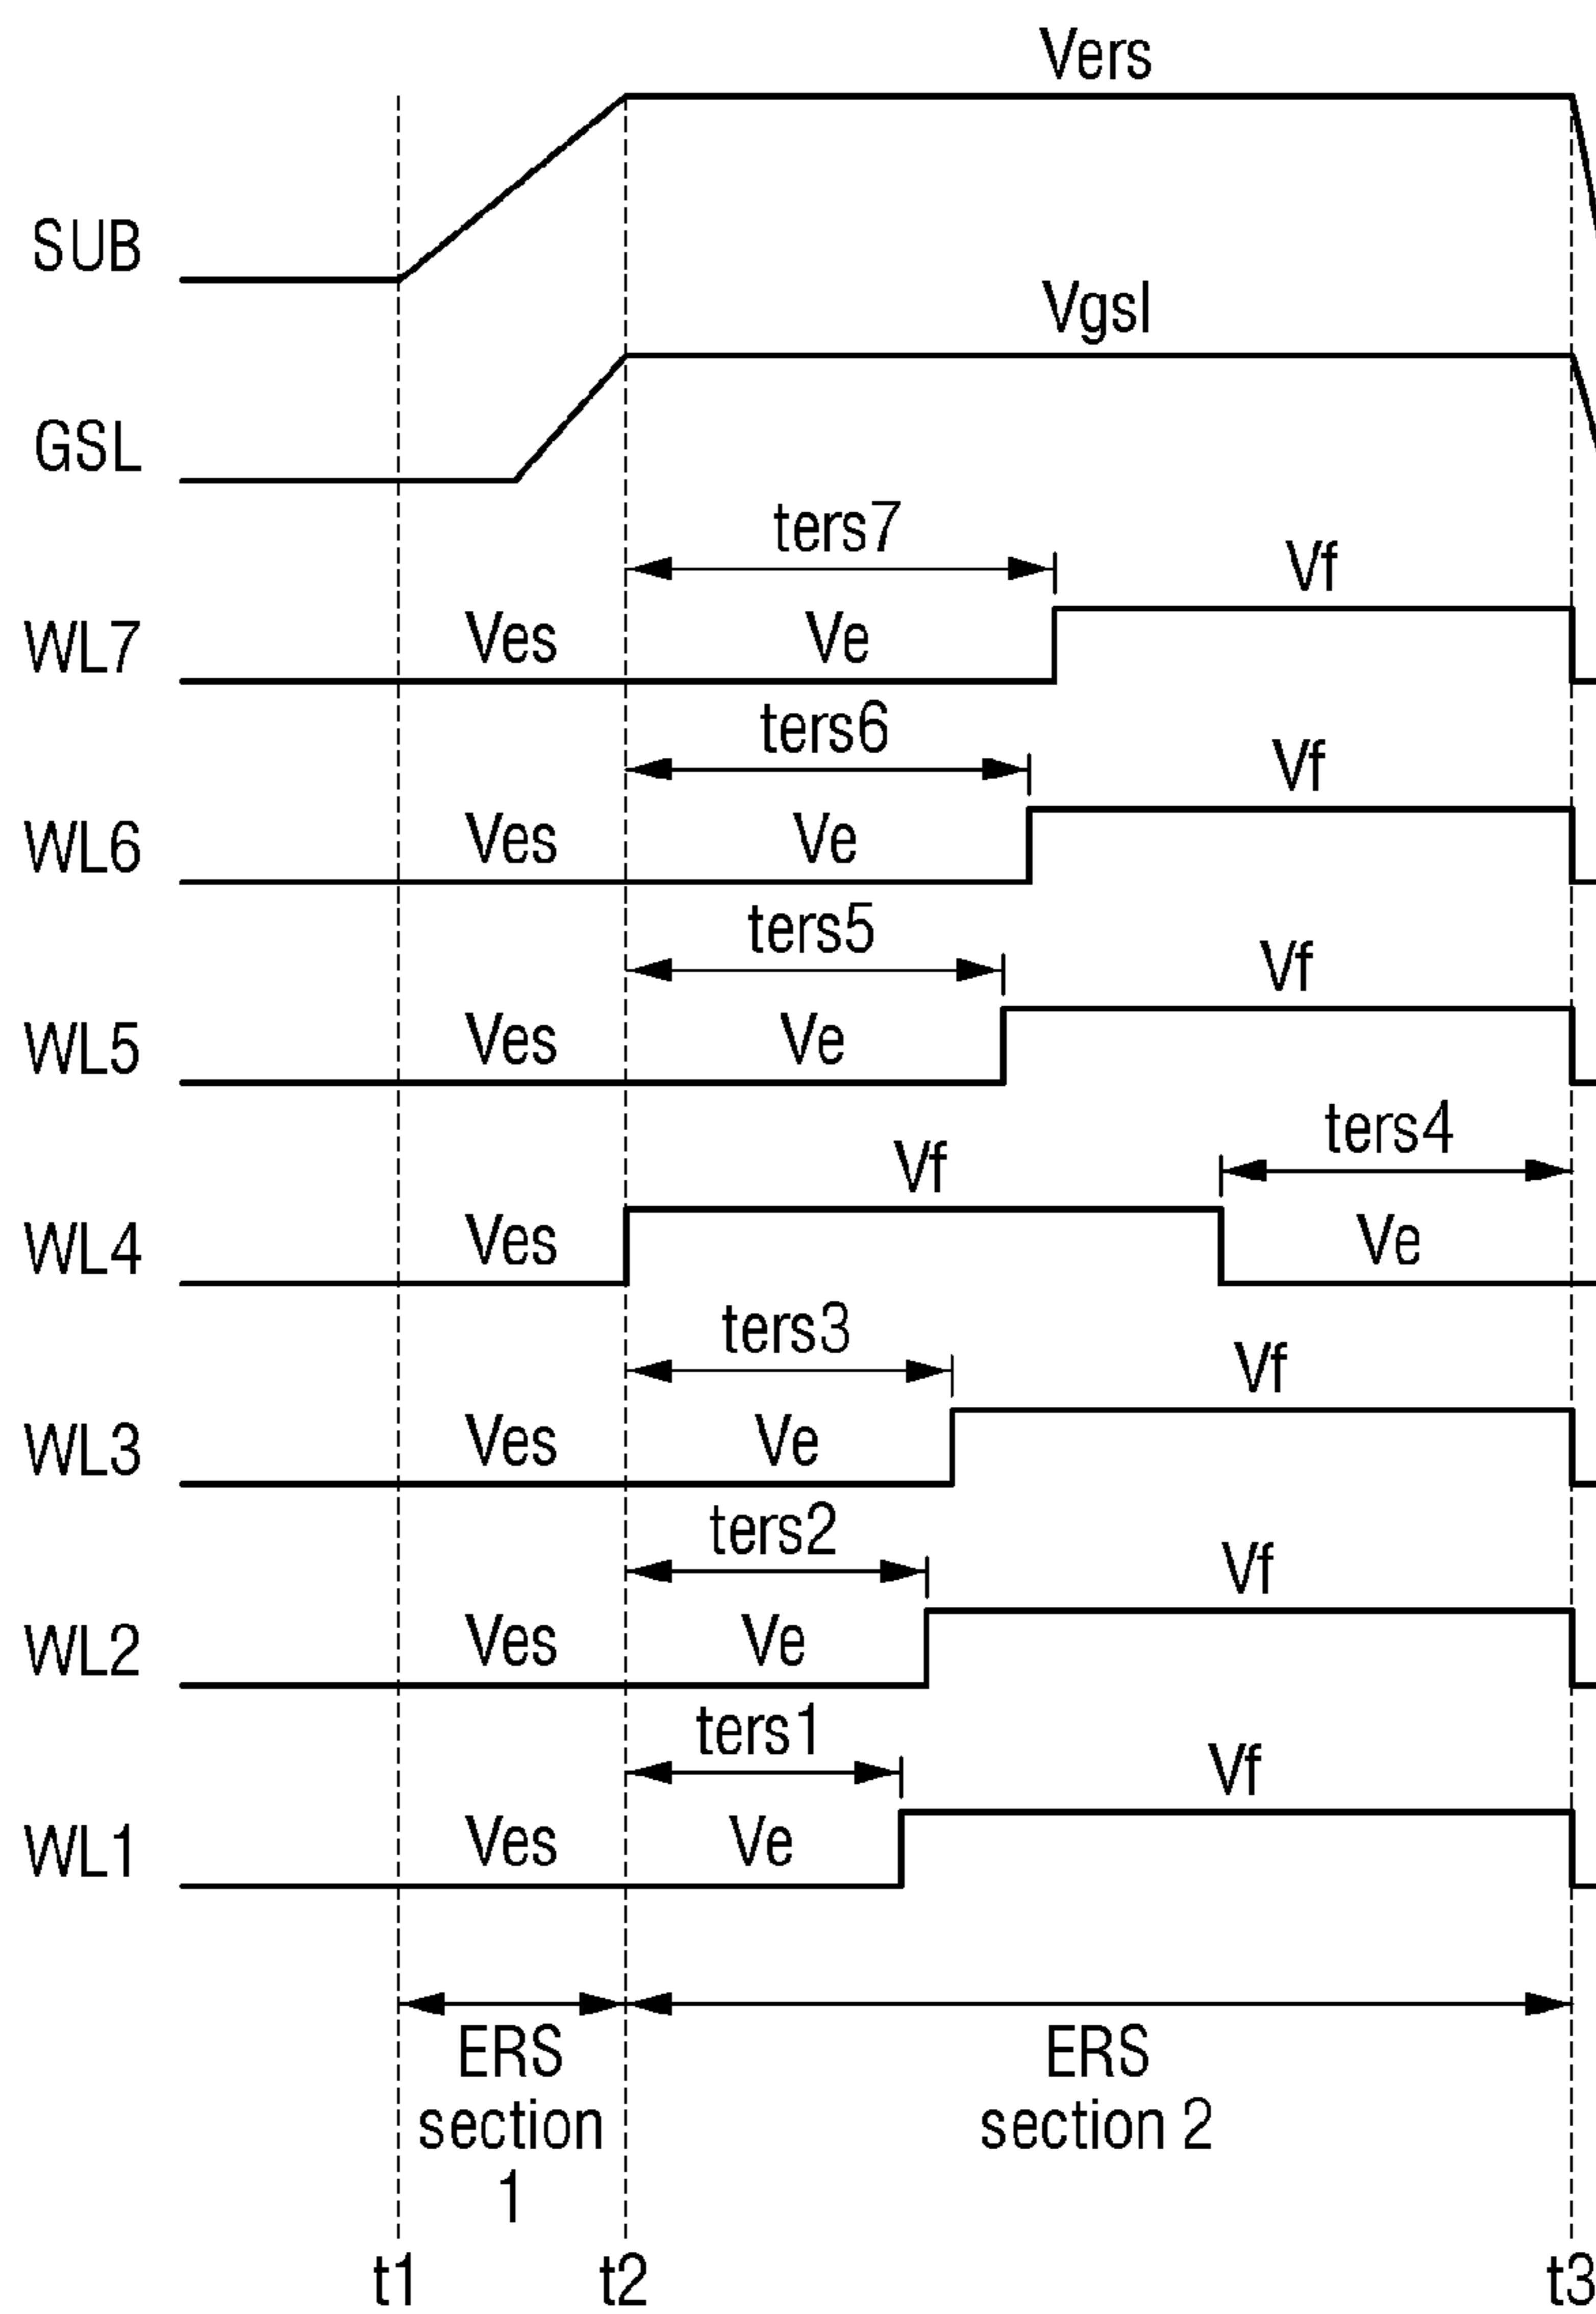 Vers
SUB
Vgsl
GSL
ters7
Vf
WL7 Ves Ve
ters6
Vf
WL6 Ves Ve
ters5
Vf
WL5 Ves Ve
ters4
Vf
WL4 Ves Ve
ters3
Vf
WL3 Ves Ve
ters2
Vf
WL2 Ves Ve
ters1
Vf
WL1 Ves Ve
ERS
section
1
ERS
section 2
t1 t2 t3